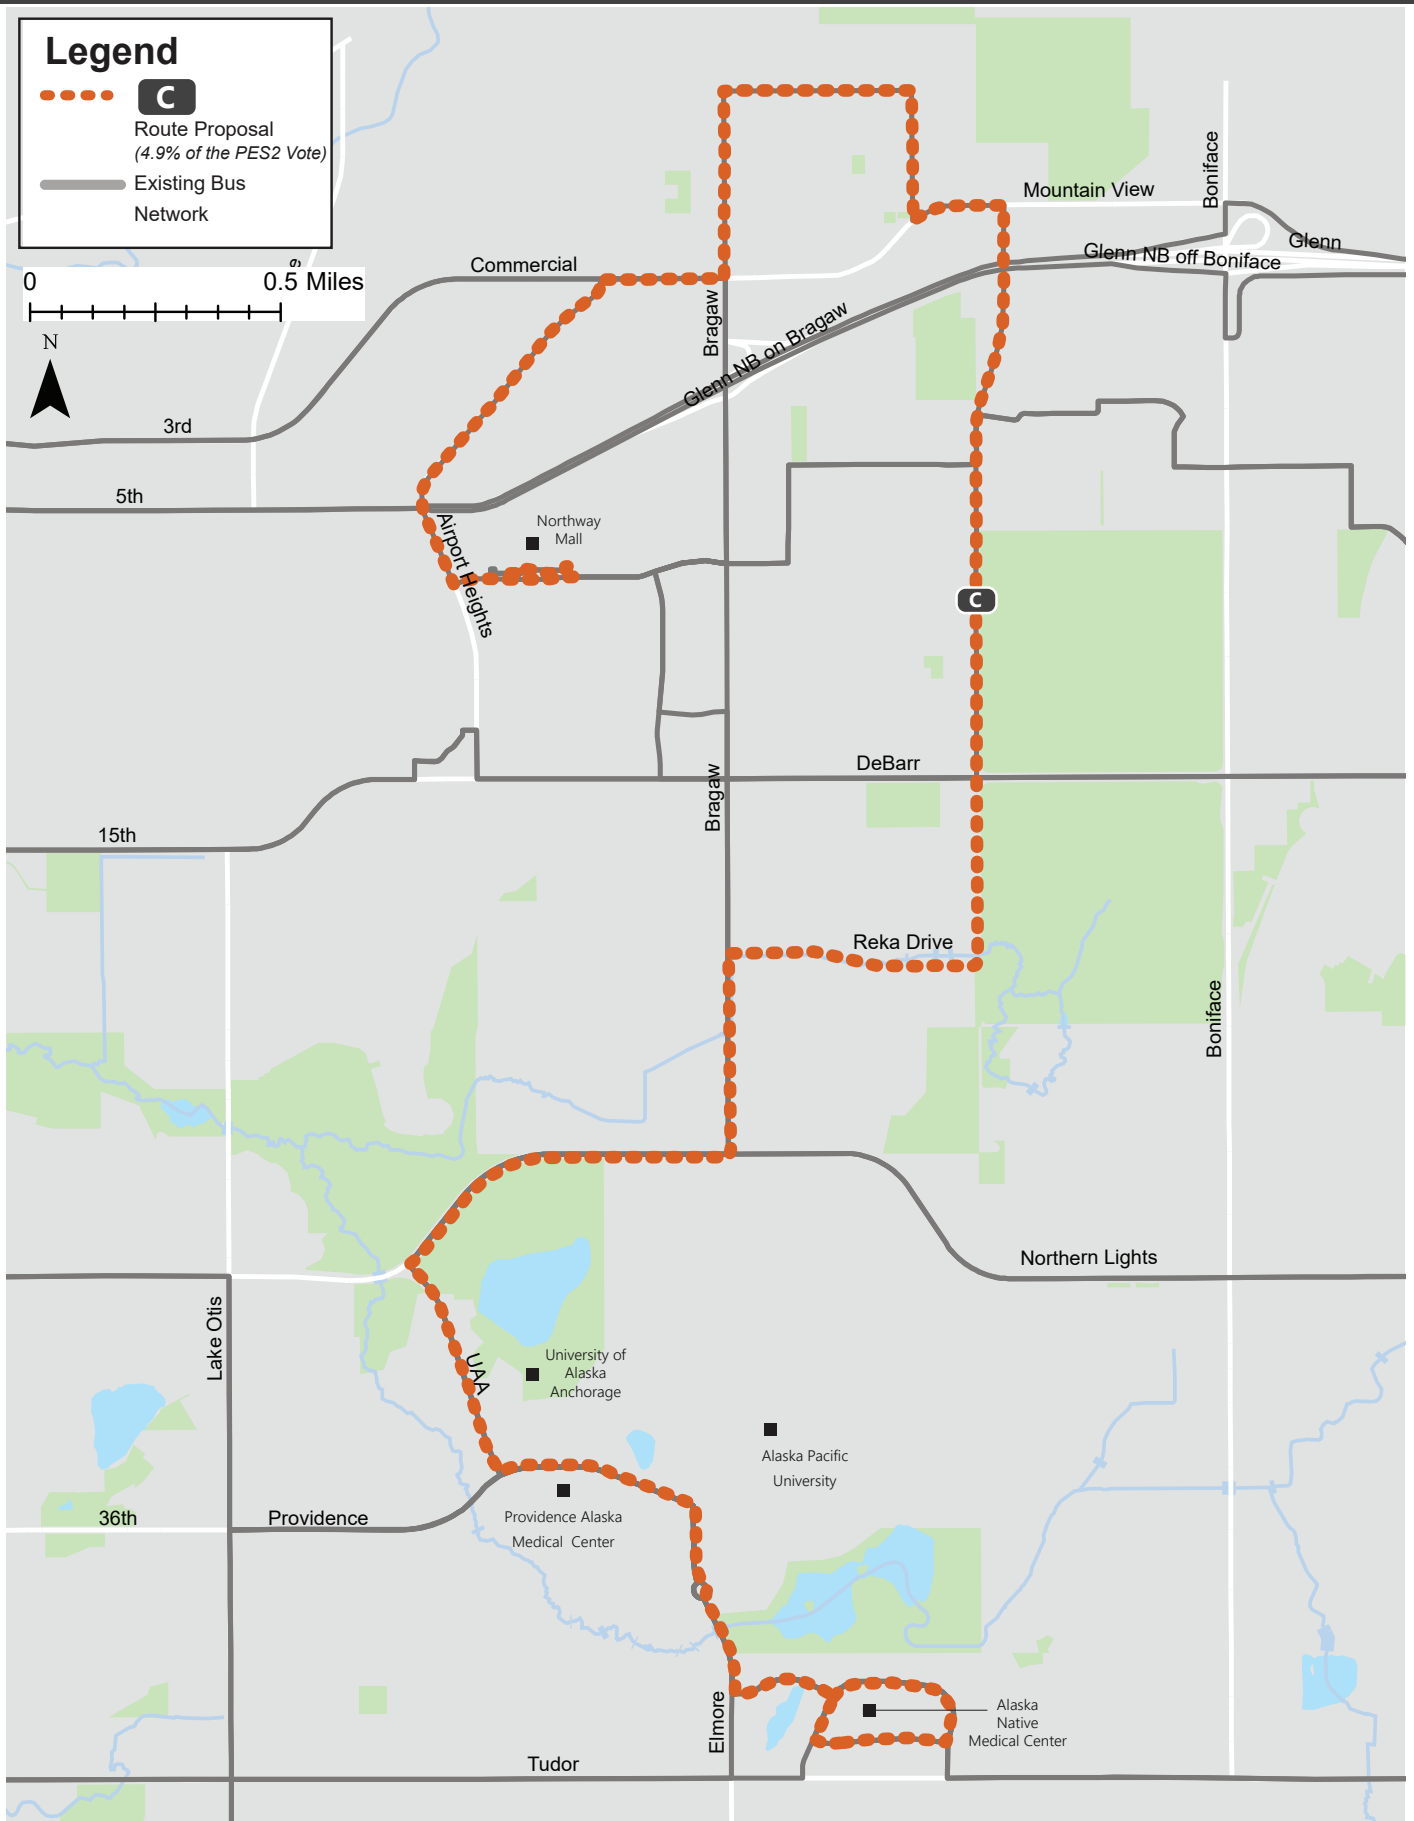 Legend
C
Route Proposal
(4.9% of the PES2 Vote)
Existing Bus
Network
0
0.5 Miles
N
e
Commercial
Mountain View
Boniface
Glenn
Glenn NB off Boniface
Bragaw
Glenn NB on Bragaw
3rd
5th
Airport Heights
Northway
Mall
C
DeBarr
Bragaw
15th
Reka Drive
Boniface
Northern Lights
Lake Otis
UAA
University of
Alaska
Anchorage
Alaska Pacific
University
36th
Providence
Providence Alaska
Medical Center
Elmore
Alaska
Native
Medical Center
Tudor